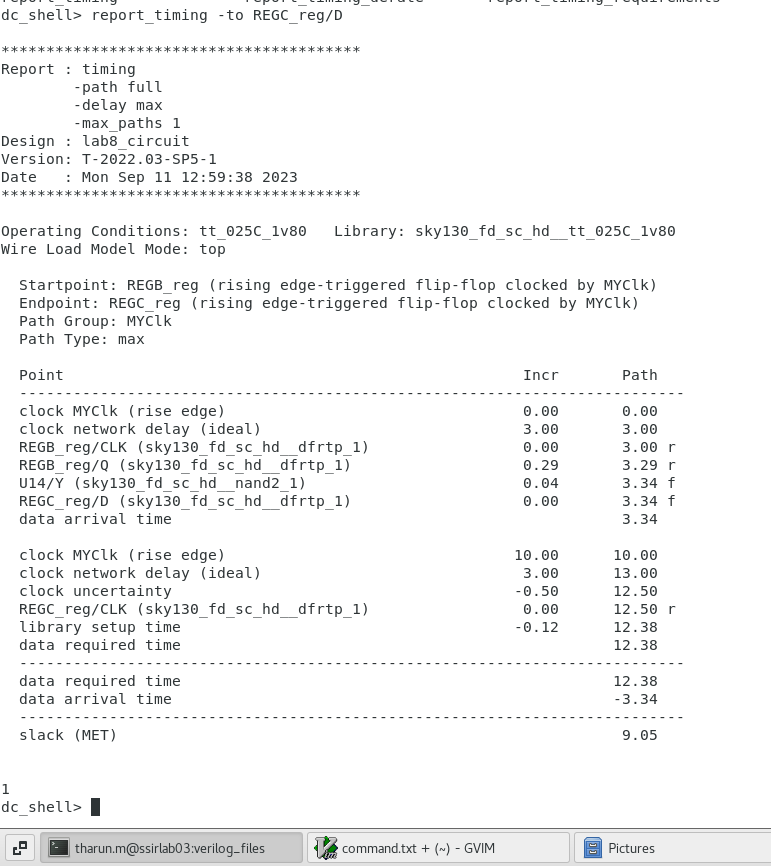 report_timing report_timing_derate report_timing_requirements
dc_shell> report_timing -to REGC_reg/D
****************************************
Report : timing
        -path full
        -delay max
        -max_paths 1
Design : lab8_circuit
Version: T-2022.03-SP5-1
Date   : Mon Sep 11 12:59:38 2023
****************************************
Operating Conditions: tt_025C_1v80   Library: sky130_fd_sc_hd__tt_025C_1v80
Wire Load Model Mode: top
  Startpoint: REGB_reg (rising edge-triggered flip-flop clocked by MYClk)
  Endpoint: REGC_reg (rising edge-triggered flip-flop clocked by MYClk)
  Path Group: MYClk
  Path Type: max
  Point                                                   Incr       Path
  --------------------------------------------------------------------------
  clock MYClk (rise edge)                                 0.00       0.00
  clock network delay (ideal)                             3.00       3.00
  REGB_reg/CLK (sky130_fd_sc_hd__dfrtp_1)                 0.00       3.00 r
  REGB_reg/Q (sky130_fd_sc_hd__dfrtp_1)                   0.29       3.29 r
  U14/Y (sky130_fd_sc_hd__nand2_1)                        0.04       3.34 f
  REGC_reg/D (sky130_fd_sc_hd__dfrtp_1)                   0.00       3.34 f
  data arrival time                                                  3.34
  clock MYClk (rise edge)                                10.00      10.00
  clock network delay (ideal)                             3.00      13.00
  clock uncertainty                                      -0.50      12.50
  REGC_reg/CLK (sky130_fd_sc_hd__dfrtp_1)                 0.00      12.50 r
  library setup time                                     -0.12      12.38
  data required time                                                12.38
  --------------------------------------------------------------------------
  data required time                                                12.38
  data arrival time                                                 -3.34
  --------------------------------------------------------------------------
  slack (MET)                                                        9.05
1
dc_shell>
tharun.m@ssirlab03:verilog_files
command.txt + (~) - GVIM
Pictures